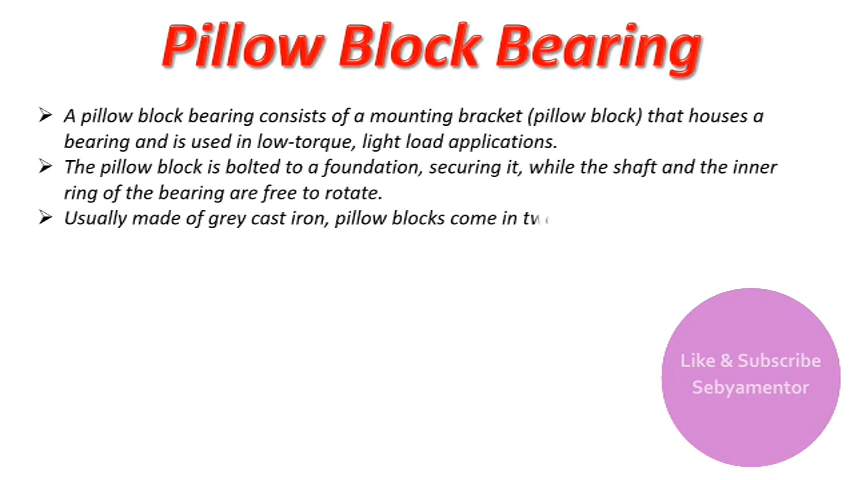 Pillow Block Bearing
➢ A pillow block bearing consists of a mounting bracket (pillow block) that houses a
bearing and is used in low-torque, light load applications.
➢ The pillow block is bolted to a foundation, securing it, while the shaft and the inner
ring of the bearing are free to rotate.
➢ Usually made of grey cast iron, pillow blocks come in
Like & Subscribe
Sebyamentor